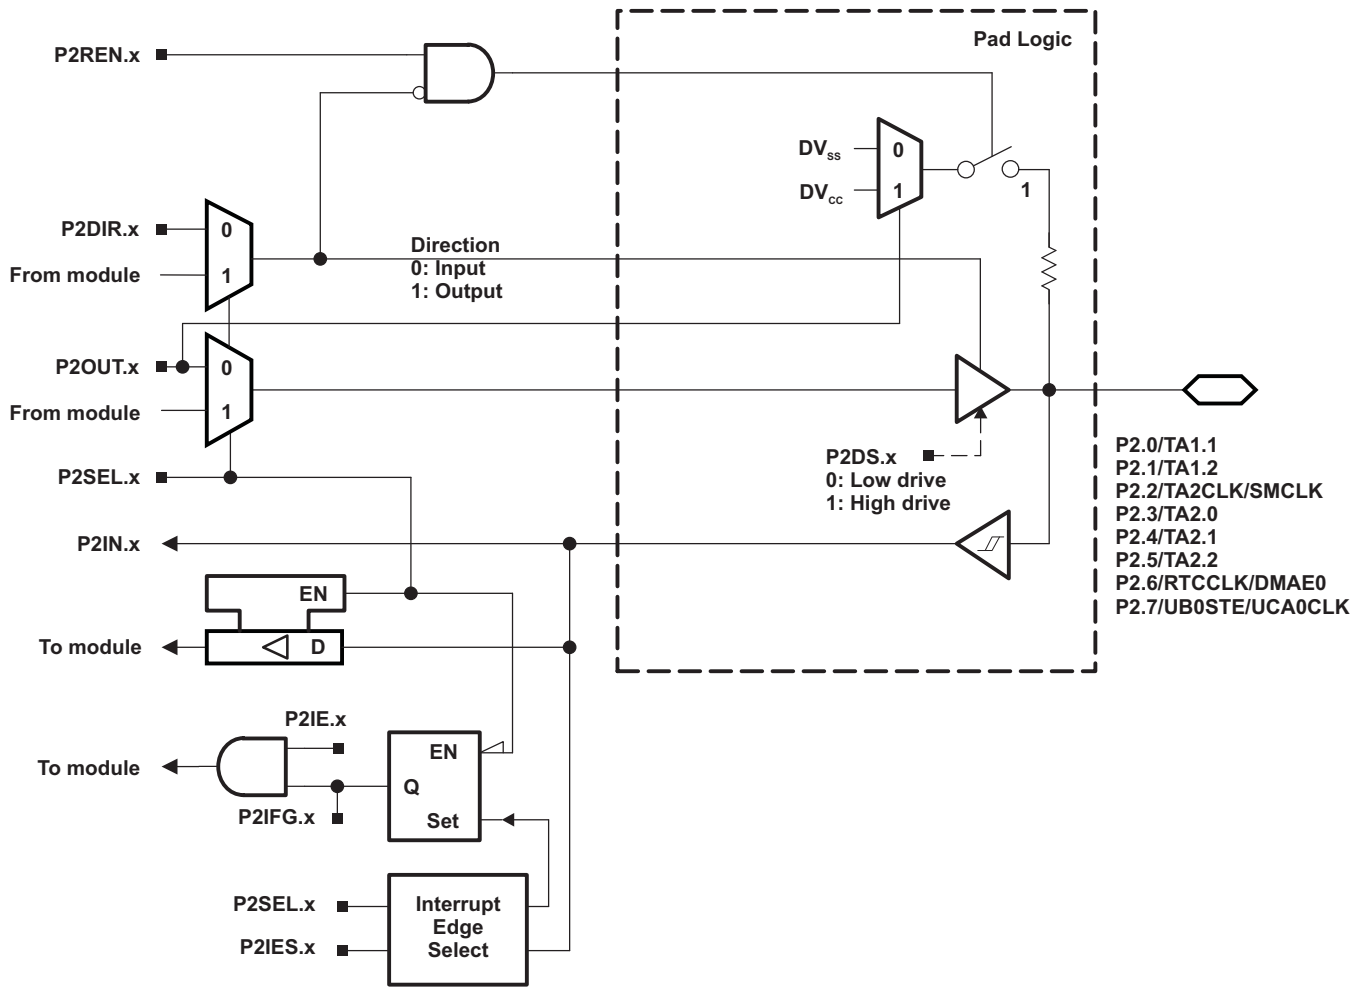 Pad Logic
P2REN.x
DVSS
0
DVCC
1
1
P2DIR.x
0
From module
1
Direction
0: Input
1: Output
P2OUT.x
0
From module
1
P2SEL.x
P2DS.x
0: Low drive
1: High drive
P2.0/TA1.1
P2.1/TA1.2
P2.2/TA2CLK/SMCLK
P2.3/TA2.0
P2.4/TA2.1
P2.5/TA2.2
P2.6/RTCCLK/DMAE0
P2.7/UB0STE/UCA0CLK
P2IN.x
EN
To module
D
P2IE.x
EN
To module
Q
P2IFG.x
Set
P2SEL.x
P2IES.x
Interrupt
Edge
Select